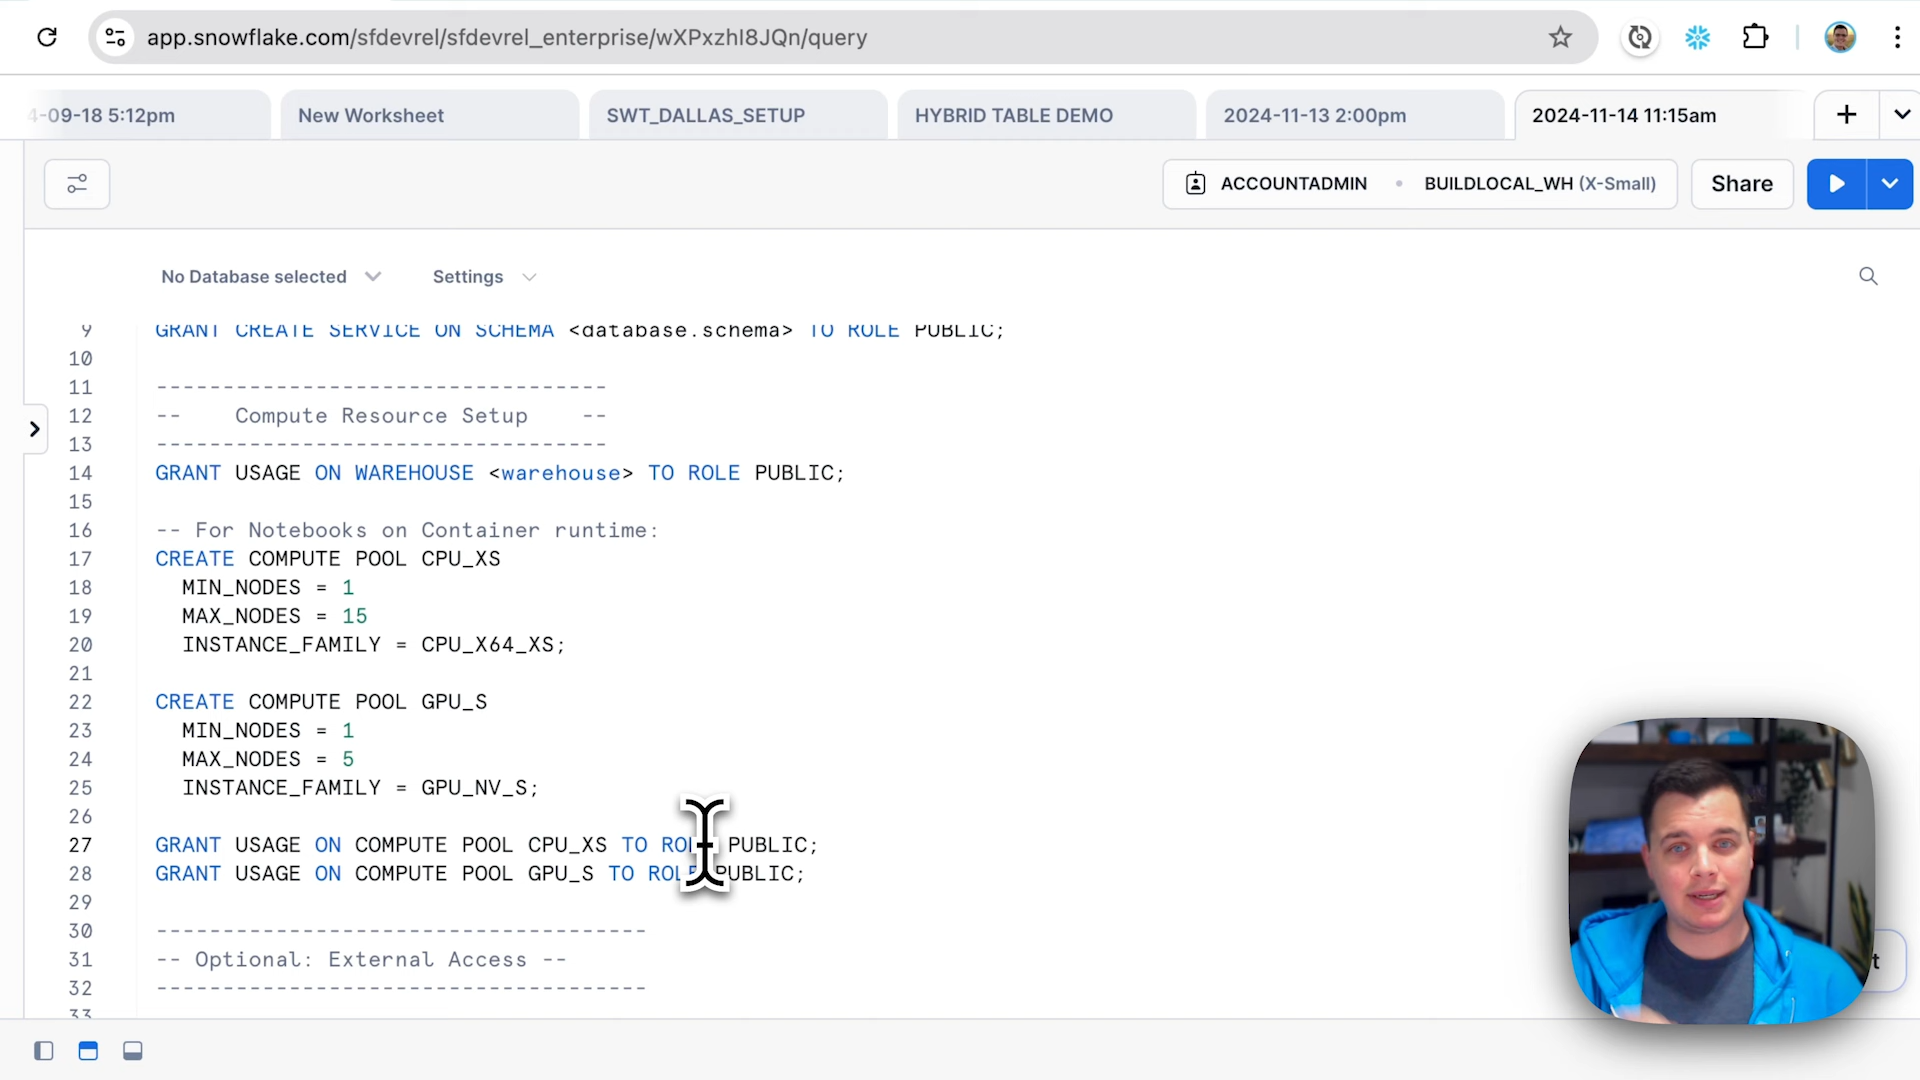 app.snowflake.com/sfdevrel/sfdevrel_enterprise/wXPxzhI8JQn/query
4-09-18 5:12pm
New Worksheet
SWT_DALLAS_SETUP
HYBRID TABLE DEMO
2024-11-13 2:00pm
2024-11-14 11:15am
ACCOUNTADMIN • BUILDLOCAL_WH (X-Small)
Share
No Database selected
Settings
9 GRANT CREATE SERVICE ON SCHEMA <database.schema> TO ROLE PUBLIC;
10
11 ----------------------------------
12 --    Compute Resource Setup    --
13 ----------------------------------
14 GRANT USAGE ON WAREHOUSE <warehouse> TO ROLE PUBLIC;
15
16 -- For Notebooks on Container runtime:
17 CREATE COMPUTE POOL CPU_XS
18   MIN_NODES = 1
19   MAX_NODES = 15
20   INSTANCE_FAMILY = CPU_X64_XS;
21
22 CREATE COMPUTE POOL GPU_S
23   MIN_NODES = 1
24   MAX_NODES = 5
25   INSTANCE_FAMILY = GPU_NV_S;
26
27 GRANT USAGE ON COMPUTE POOL CPU_XS TO ROLE PUBLIC;
28 GRANT USAGE ON COMPUTE POOL GPU_S TO ROLE PUBLIC;
29
30 -------------------------------------
31 -- Optional: External Access --
32 -------------------------------------
33